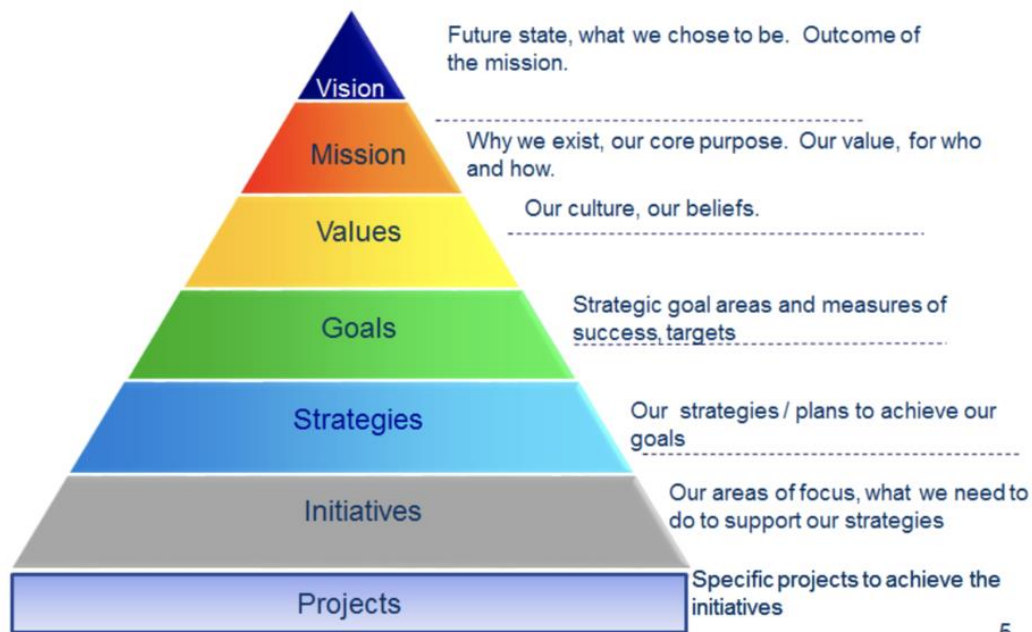 Future state, what we chose to be. Outcome of
the mission.
Vision
Mission
Why we exist, our core purpose. Our value, for who
and how.
Values
Our culture, our beliefs.
Goals
Strategic goal areas and measures of
success, targets
Strategies
Our strategies / plans to achieve our
goals
Initiatives
Our areas of focus, what we need to
do to support our strategies
Projects
Specific projects to achieve the
initiatives
5